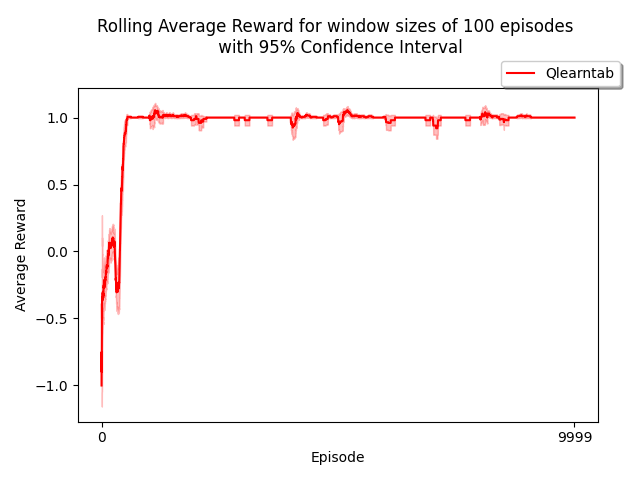 Rolling Average Reward for window sizes of 100 episodes
with 95% Confidence Interval
Qlearntab
1.0
0.5
0.0
−0.5
−1.0
Average Reward
0
9999
Episode